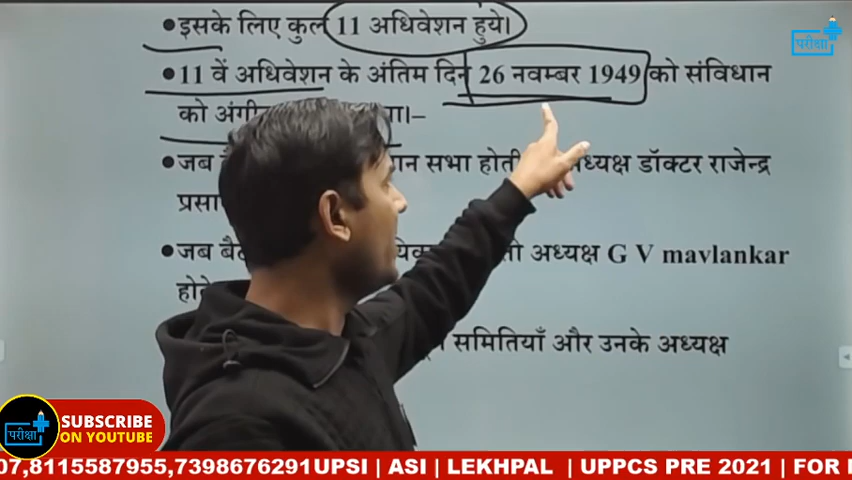 •इसके लिए कुल 11 अधिवेशन हुये।
परीक्षा
•11 वें अधिवेशन के अंतिम दिन 26 नवम्बर 1949 को संविधान
को
•जब सभा अध्यक्ष डॉक्टर राजेन्द्र
•जब अध्यक्ष G V mavlankar
समितियाँ और उनके अध्यक्ष
परीक्षा
SUBSCRIBE
ON YOUTUBE
07,8115587955,7398676291UPSI | ASI | LEKHPAL | UPPCS PRE 2021 | FOR